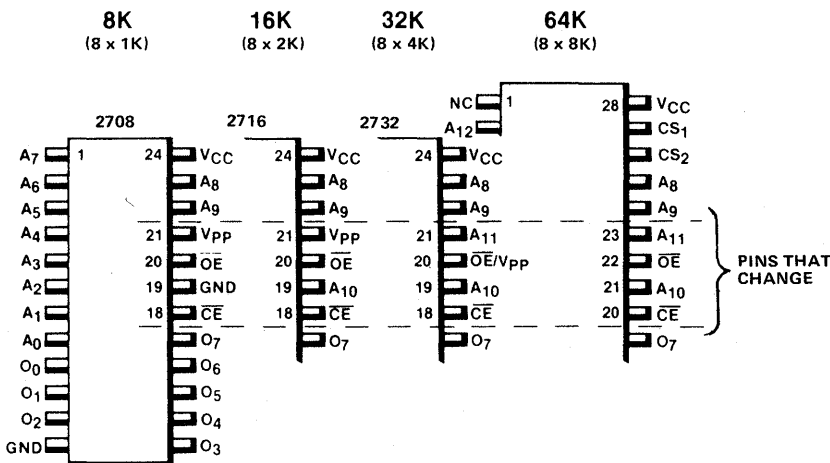 8K 16K 32K 64K
(8 x 1K) (8 x 2K) (8 x 4K) (8 x 8K)
NC 1 28 VCC
2708 2716 2732 A12 CS1
A7 1 24 VCC 24 VCC 24 VCC CS2
A6 A8 A8 A8 A8
A5 A9 A9 A9 A9
A4 21 VPP 21 VPP 21 A11 23 A11
A3 20 OE 20 OE 20 OE/VPP 22 OE PINS THAT
A2 19 GND 19 A10 19 A10 21 A10 CHANGE
A1 18 CE 18 CE 18 CE 20 CE
A0 O7 O7 O7 O7
O0 O6
O1 O5
O2 O4
GND O3